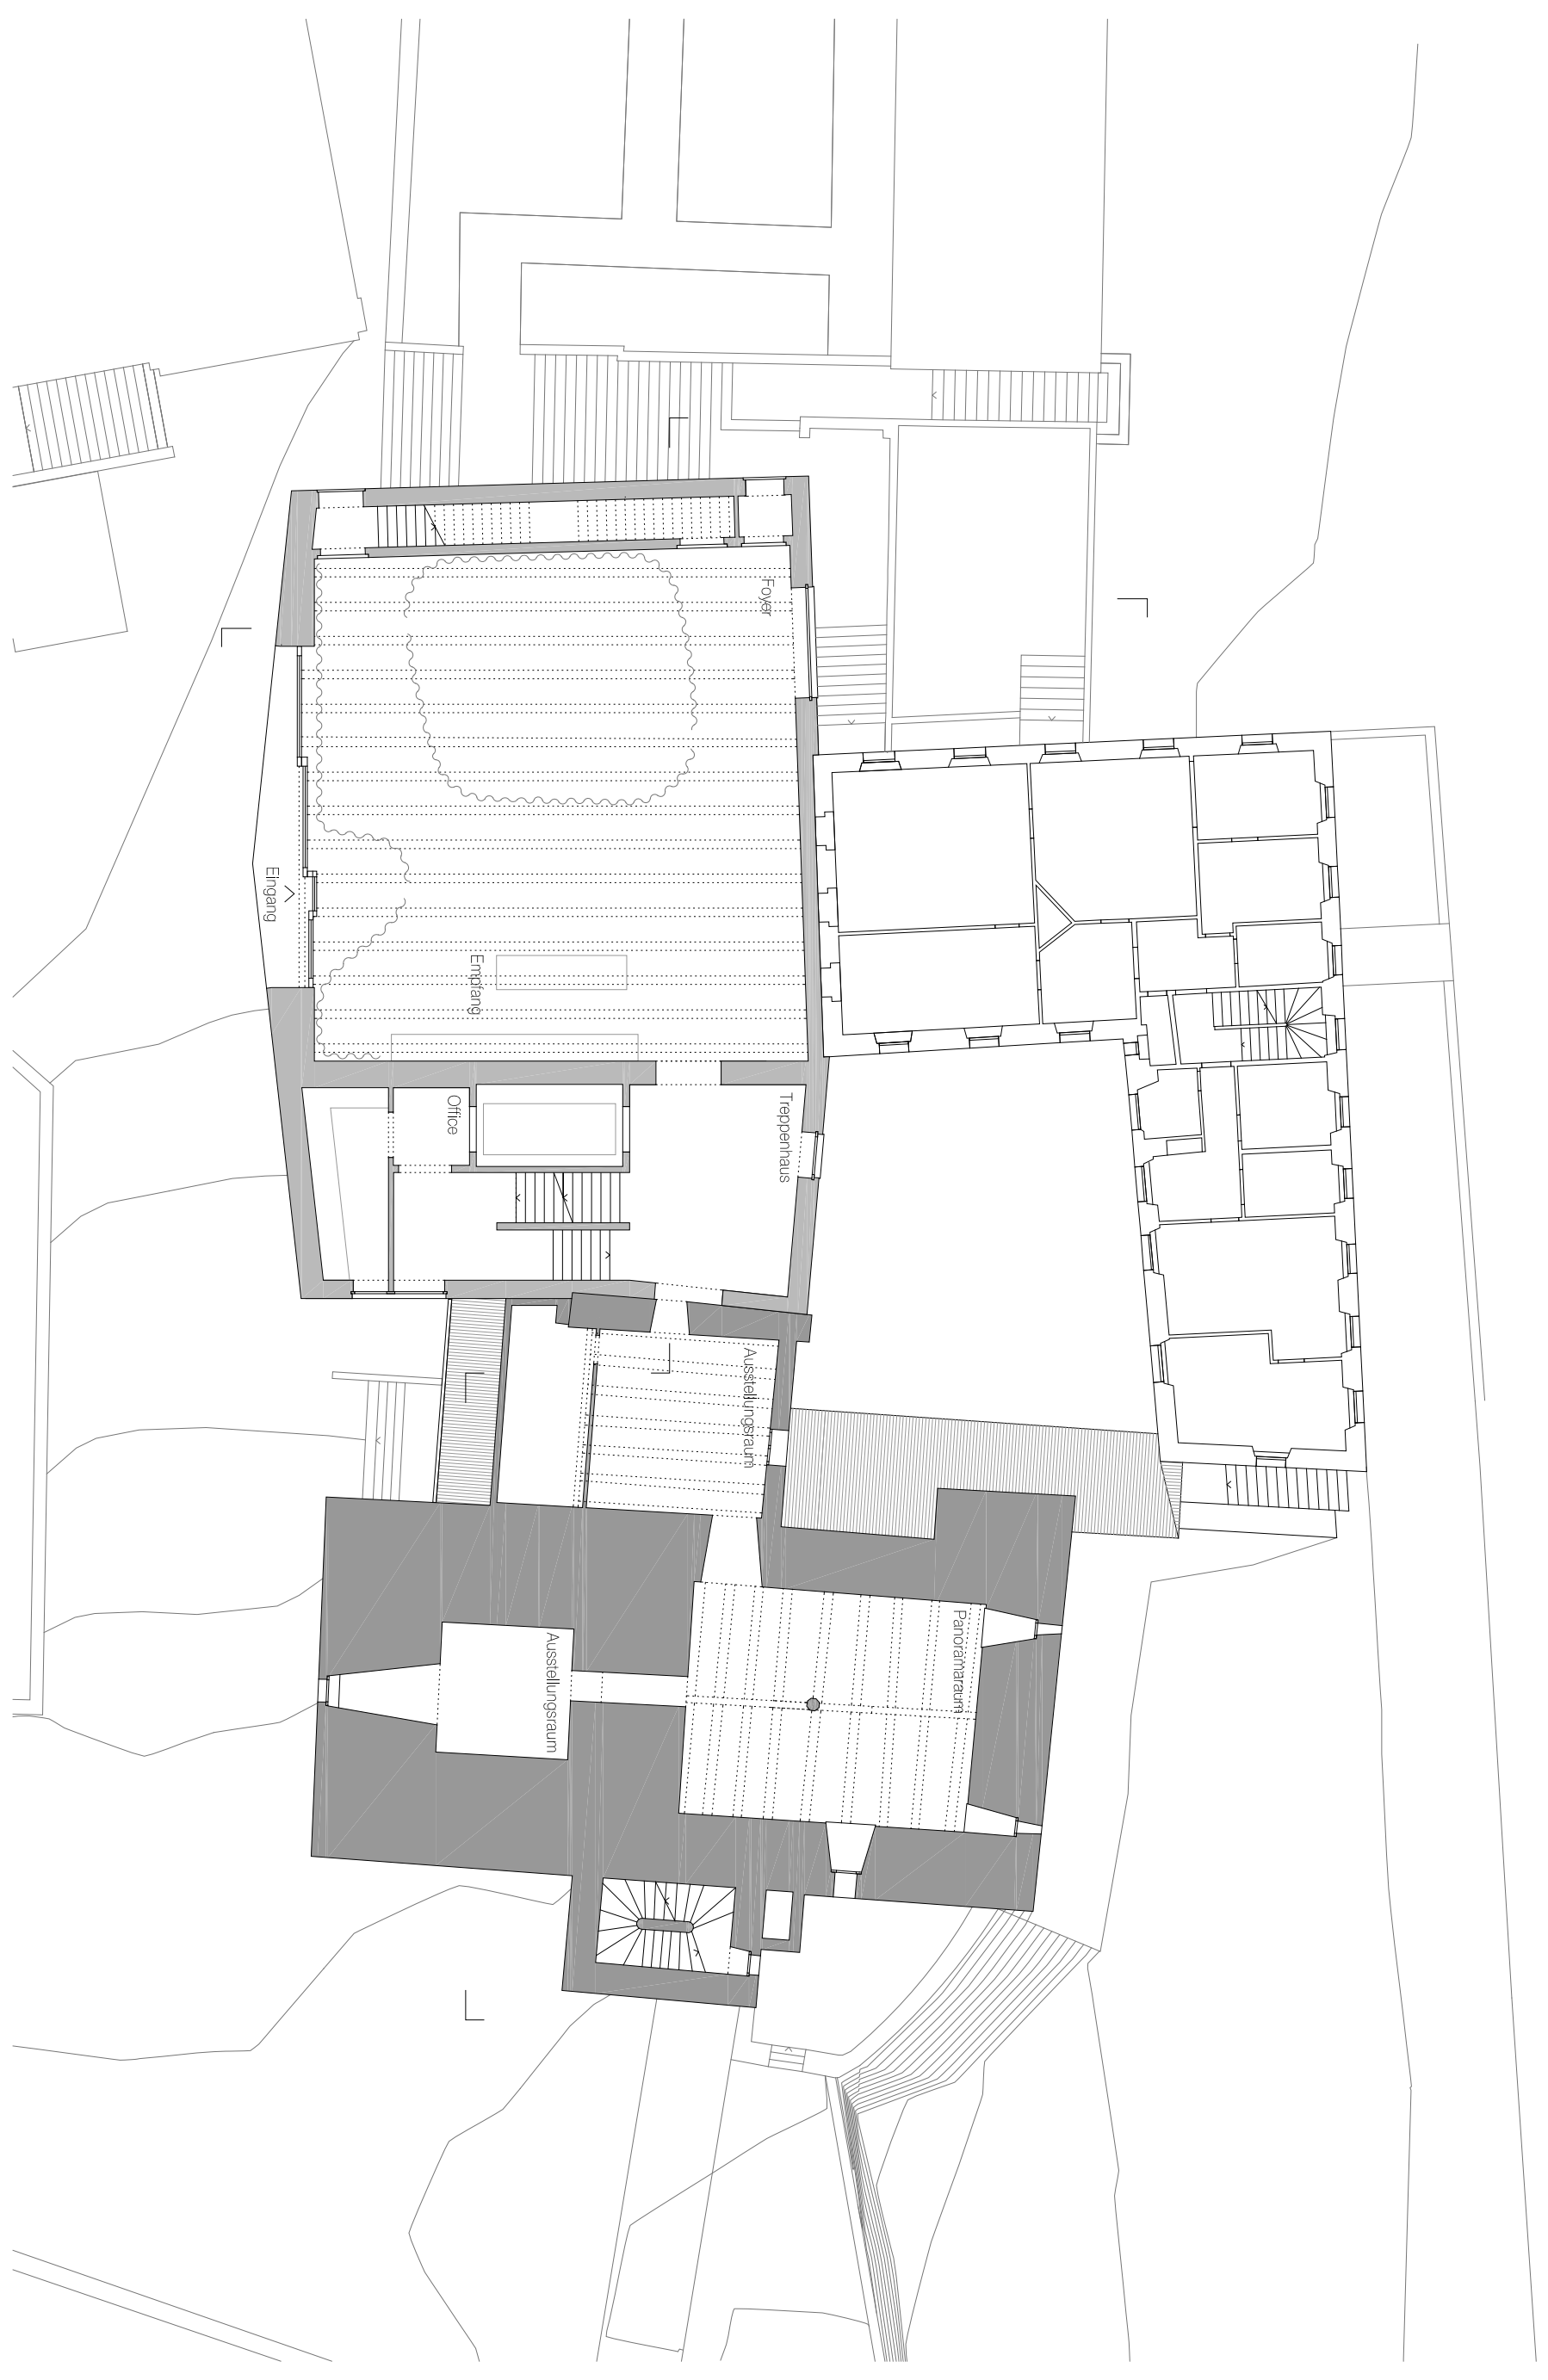 Foyer
Eingang
Empfang
Office
Treppenhaus
Ausstellungsraum
Panoramaraum
Ausstellungsraum